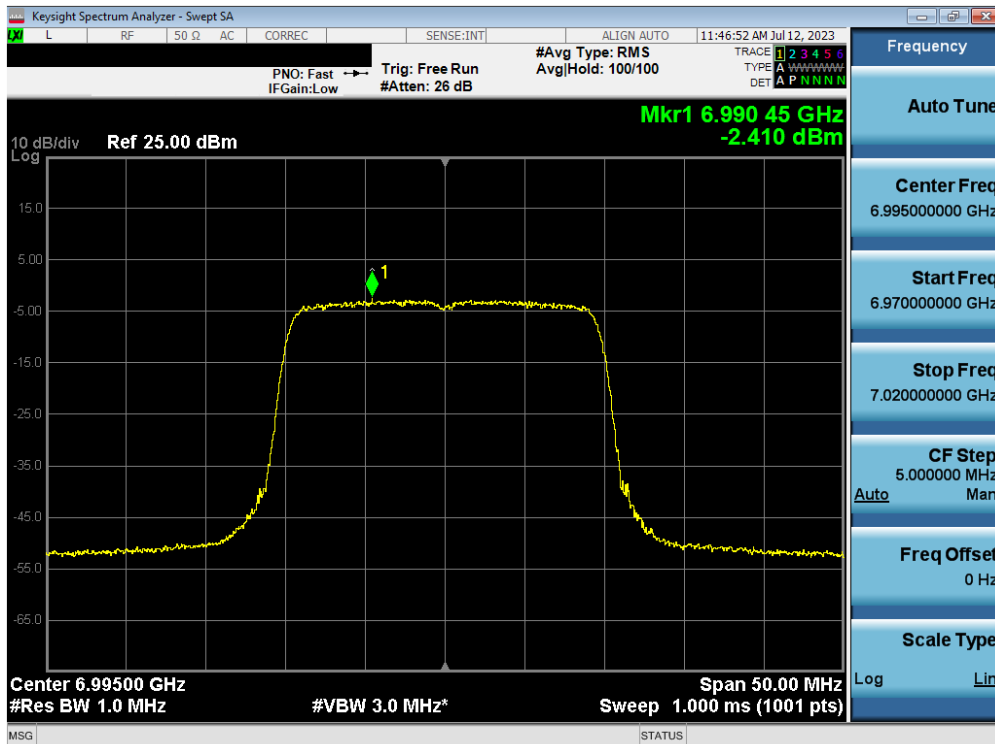 Keysight Spectrum Analyzer - Swept SA
LXI L RF 50 Ω AC CORREC SENSE:INT ALIGN AUTO 11:46:52 AM Jul 12, 2023
PNO: Fast Trig: Free Run #Avg Type: RMS TRACE 1 2 3 4 5 6
IFGain:Low #Atten: 26 dB Avg|Hold: 100/100 TYPE A WWWWW
DET A P N N N N
Mkr1 6.990 45 GHz
-2.410 dBm
10 dB/div Ref 25.00 dBm
Log
15.0
5.00
1
-5.00
-15.0
-25.0
-35.0
-45.0
-55.0
-65.0
Center 6.99500 GHz Span 50.00 MHz
#Res BW 1.0 MHz #VBW 3.0 MHz* Sweep 1.000 ms (1001 pts)
MSG STATUS
Frequency
Auto Tune
Center Freq
6.995000000 GHz
Start Freq
6.970000000 GHz
Stop Freq
7.020000000 GHz
CF Step
5.000000 MHz
Auto Man
Freq Offset
0 Hz
Scale Type
Log Lin